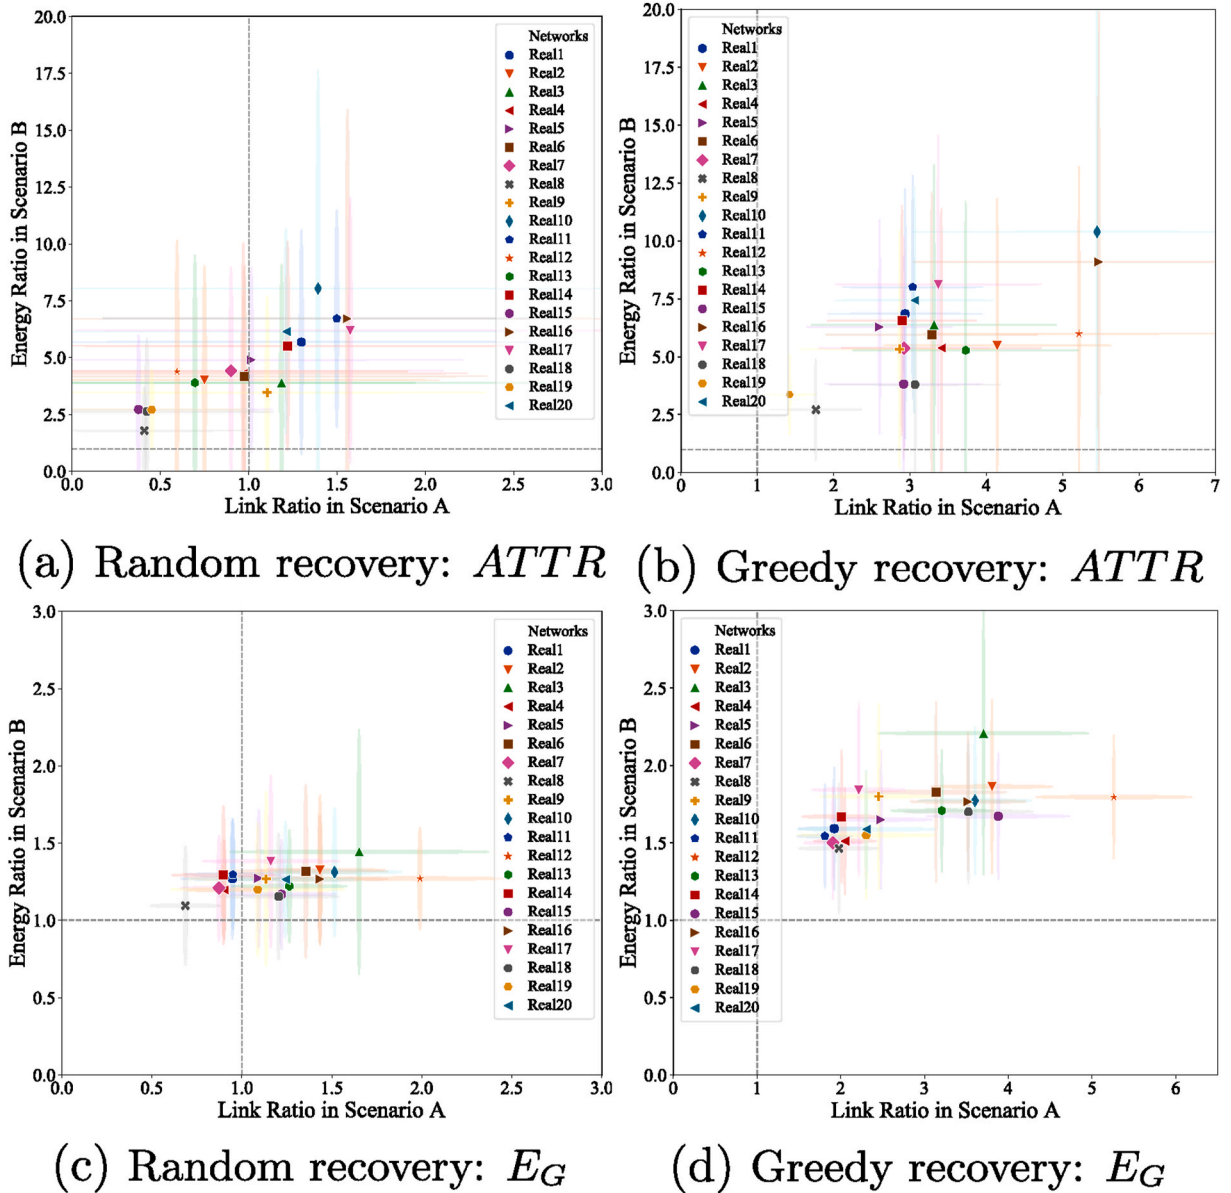 20.0
17.5
15.0
12.5
10.0
7.5
5.0
2.5
0.0
Energy Ratio in Scenario B
0.0 0.5 1.0 1.5 2.0 2.5 3.0
Link Ratio in Scenario A
Networks
Real1
Real2
Real3
Real4
Real5
Real6
Real7
Real8
Real9
Real10
Real11
Real12
Real13
Real14
Real15
Real16
Real17
Real18
Real19
Real20
(a) Random recovery: ATTR
20.0
17.5
15.0
12.5
10.0
7.5
5.0
2.5
0.0
Energy Ratio in Scenario B
0 1 2 3 4 5 6 7
Link Ratio in Scenario A
Networks
Real1
Real2
Real3
Real4
Real5
Real6
Real7
Real8
Real9
Real10
Real11
Real12
Real13
Real14
Real15
Real16
Real17
Real18
Real19
Real20
(b) Greedy recovery: ATTR
3.0
2.5
2.0
1.5
1.0
0.5
0.0
Energy Ratio in Scenario B
0.0 0.5 1.0 1.5 2.0 2.5 3.0
Link Ratio in Scenario A
Networks
Real1
Real2
Real3
Real4
Real5
Real6
Real7
Real8
Real9
Real10
Real11
Real12
Real13
Real14
Real15
Real16
Real17
Real18
Real19
Real20
(c) Random recovery: E_G
3.0
2.5
2.0
1.5
1.0
0.5
0.0
Energy Ratio in Scenario B
0 1 2 3 4 5 6
Link Ratio in Scenario A
Networks
Real1
Real2
Real3
Real4
Real5
Real6
Real7
Real8
Real9
Real10
Real11
Real12
Real13
Real14
Real15
Real16
Real17
Real18
Real19
Real20
(d) Greedy recovery: E_G